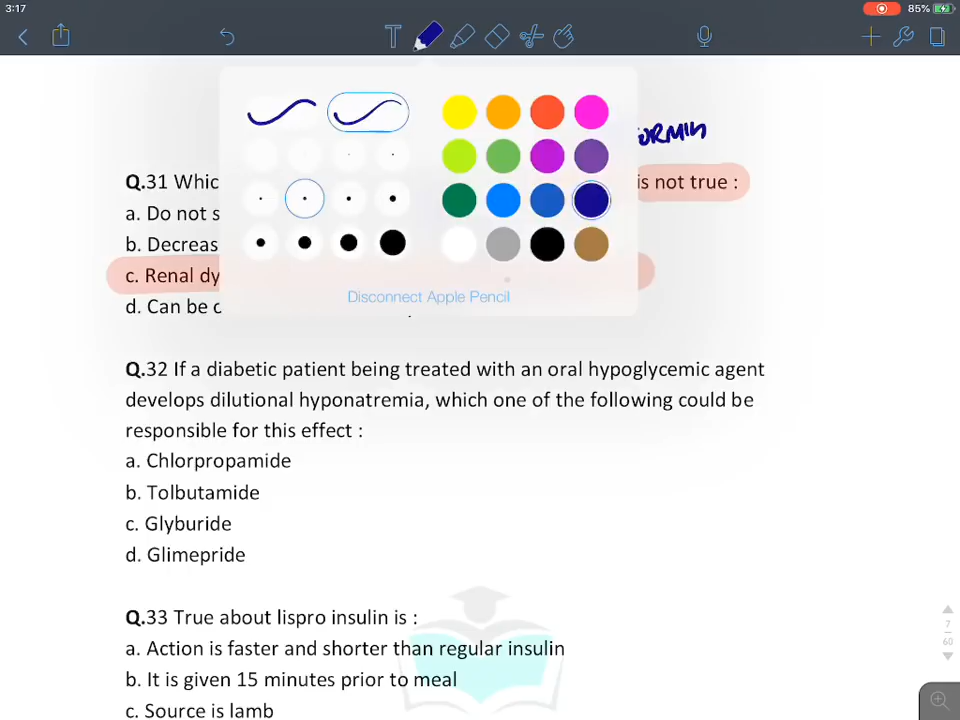 3:17
85%
T
ORMIN
Q.31 Whic is not true :
a. Do not s
b. Decreas
c. Renal dy
d. Can be c
Disconnect Apple Pencil
Q.32 If a diabetic patient being treated with an oral hypoglycemic agent
develops dilutional hyponatremia, which one of the following could be
responsible for this effect :
a. Chlorpropamide
b. Tolbutamide
c. Glyburide
d. Glimepride
Q.33 True about lispro insulin is :
a. Action is faster and shorter than regular insulin
b. It is given 15 minutes prior to meal
c. Source is lamb
7
60